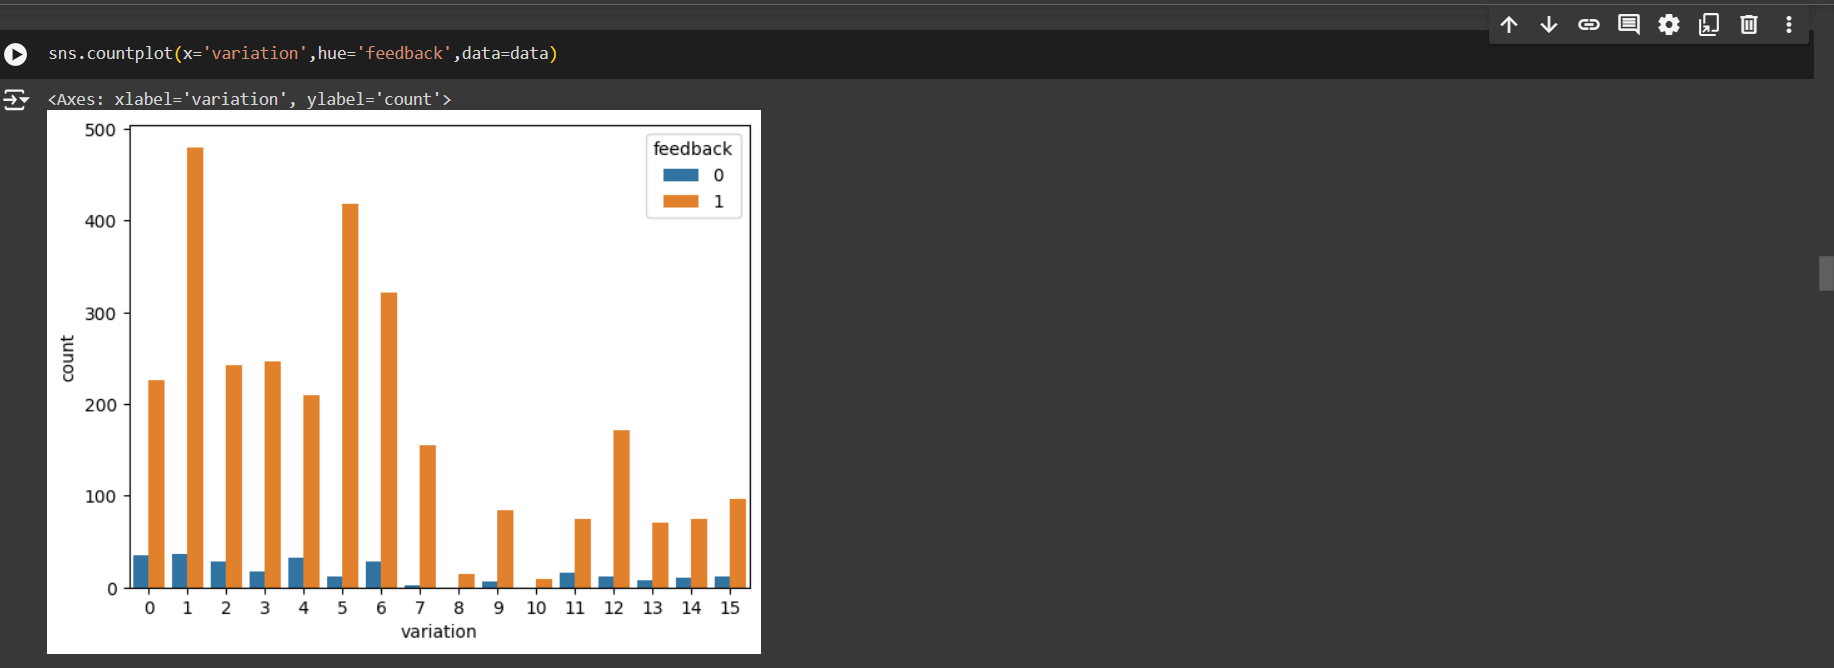 sns.countplot(x='variation',hue='feedback',data=data)
<Axes: xlabel='variation', ylabel='count'>
500
400
300
200
100
0
count
feedback
0
1
0 1 2 3 4 5 6 7 8 9 10 11 12 13 14 15
variation